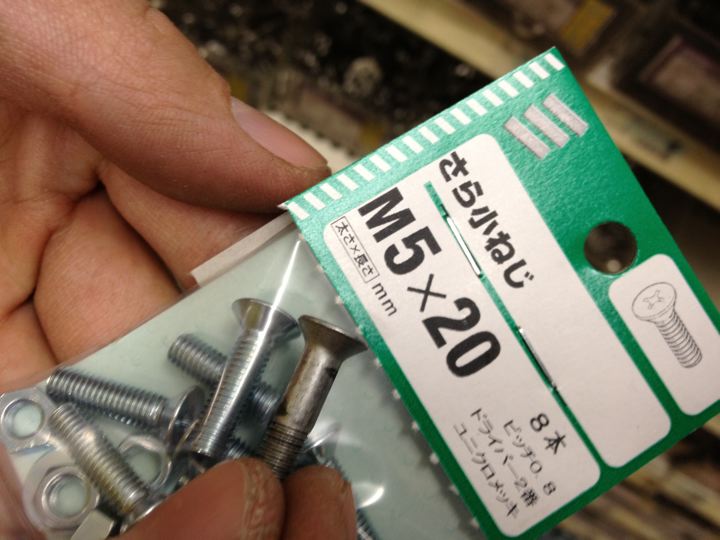 さら小ねじ
M5×20
太さ×長さ mm
8本
ピッチ0.8
ドライバー2番
ユニクロメッキ